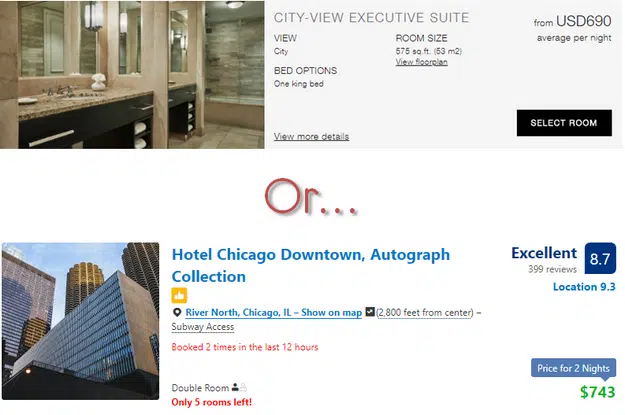 CITY-VIEW EXECUTIVE SUITE
from USD690
average per night
VIEW
City
ROOM SIZE
575 sq.ft. (53 m2)
View floorplan
BED OPTIONS
One king bed
View more details
SELECT ROOM
Or...
Hotel Chicago Downtown, Autograph
Collection
Excellent 8.7
399 reviews
Location 9.3
River North, Chicago, IL – Show on map (2,800 feet from center) –
Subway Access
Booked 2 times in the last 12 hours
Price for 2 Nights
$743
Double Room
Only 5 rooms left!